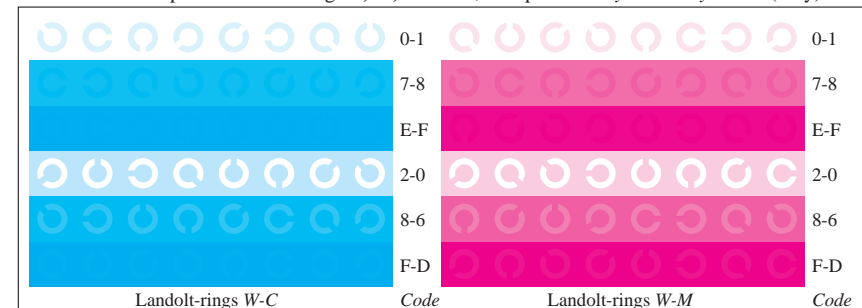 0-1 0-1
7-8 7-8
E-F E-F
2-0 2-0
8-6 8-6
F-D F-D
Landolt-rings W-C Code Landolt-rings W-M Code